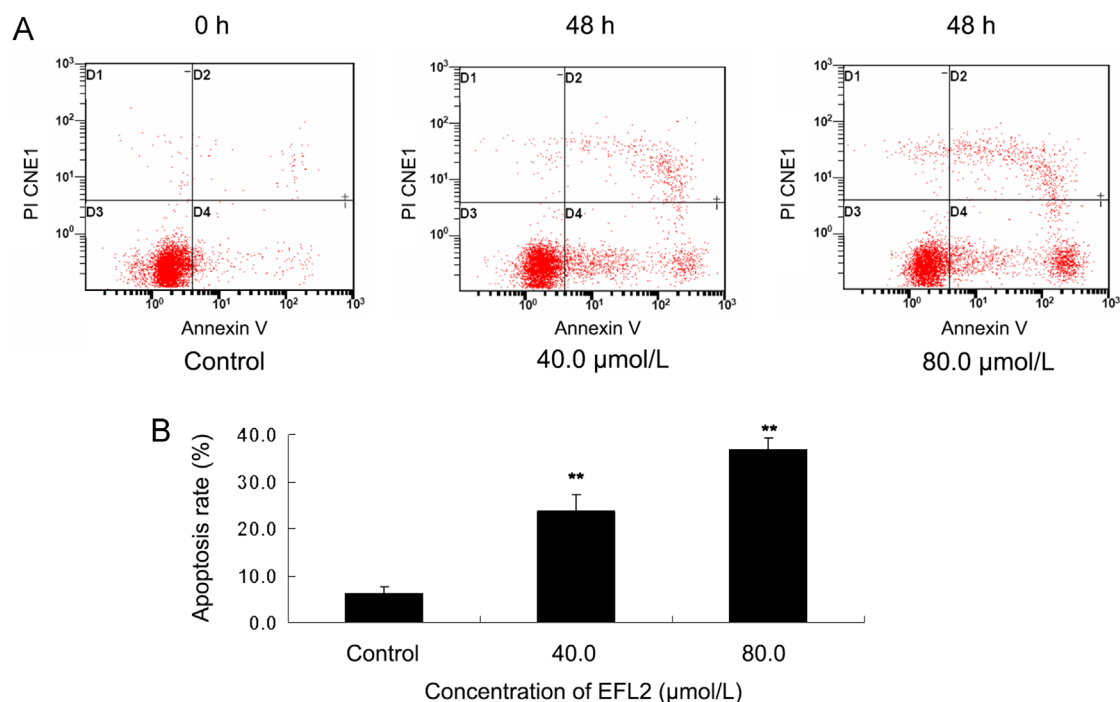 A
0 h
48 h
48 h
PI CNE1
10³
10²
10¹
10⁰
D1
D2
D3
D4
10⁰
10¹
10²
10³
Annexin V
Control
PI CNE1
10³
10²
10¹
10⁰
D1
D2
D3
D4
10⁰
10¹
10²
10³
Annexin V
40.0 μmol/L
PI CNE1
10³
10²
10¹
10⁰
D1
D2
D3
D4
10⁰
10¹
10²
10³
Annexin V
80.0 μmol/L
B
Apoptosis rate (%)
40.0
30.0
20.0
10.0
0.0
**
**
Control
40.0
80.0
Concentration of EFL2 (μmol/L)